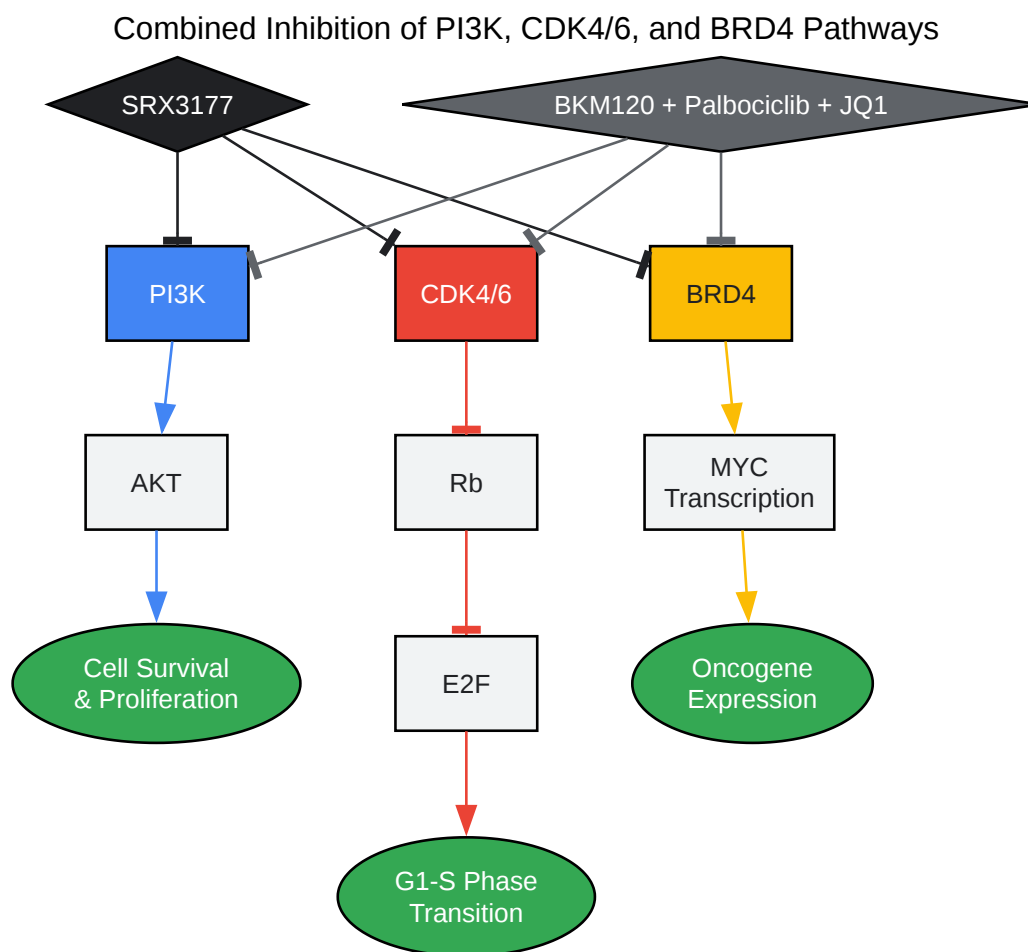 Combined Inhibition of PI3K, CDK4/6, and BRD4 Pathways
SRX3177
BKM120 + Palbociclib + JQ1
PI3K
CDK4/6
BRD4
AKT
Rb
MYC
Transcription
Cell Survival
& Proliferation
E2F
Oncogene
Expression
G1-S Phase
Transition